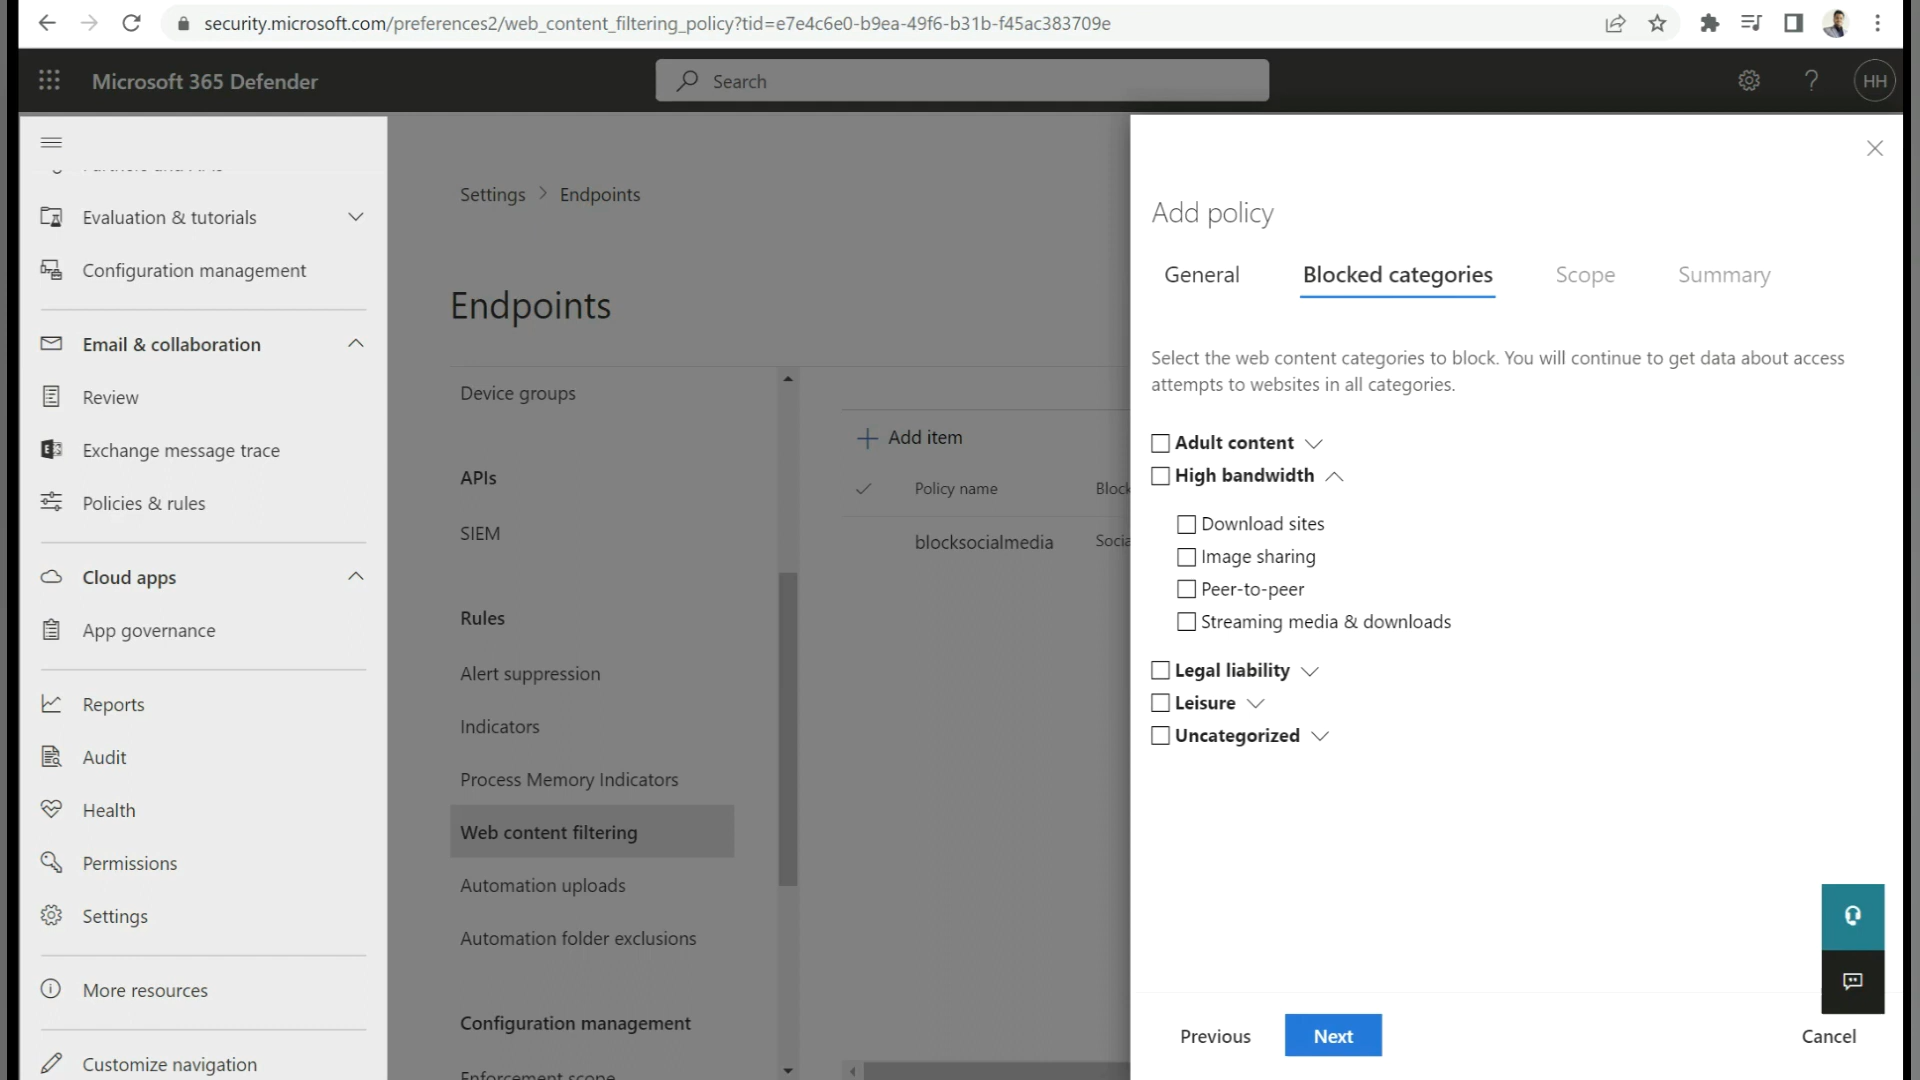 security.microsoft.com/preferences2/web_content_filtering_policy?tid=e7e4c6e0-b9ea-49f6-b31b-f45ac383709e
Microsoft 365 Defender
Search
HH
Evaluation & tutorials
Configuration management
Email & collaboration
Review
Exchange message trace
Policies & rules
Cloud apps
App governance
Reports
Audit
Health
Permissions
Settings
More resources
Customize navigation
Settings > Endpoints
Endpoints
Device groups
APIs
SIEM
Rules
Alert suppression
Indicators
Process Memory Indicators
Web content filtering
Automation uploads
Automation folder exclusions
Configuration management
Enforcement scope
Add item
Policy name Block
blocksocialmedia Socia
Add policy
General Blocked categories Scope Summary
Select the web content categories to block. You will continue to get data about access
attempts to websites in all categories.
Adult content
High bandwidth
Download sites
Image sharing
Peer-to-peer
Streaming media & downloads
Legal liability
Leisure
Uncategorized
Previous Next Cancel